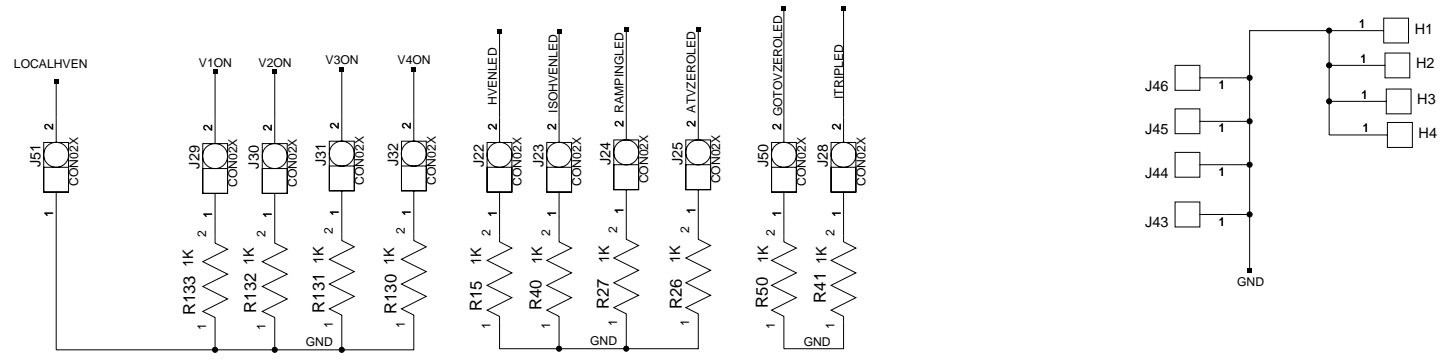 LOCALHVEN
2
J51
CON02X
1
V1ON
2
J29
CON02X
1
2
R133 1K
1
V2ON
2
J30
CON02X
1
2
R132 1K
1
V3ON
2
J31
CON02X
1
2
R131 1K
1
V4ON
2
J32
CON02X
1
2
R130 1K
1
GND
HVENLED
2
J22
CON02X
1
2
R15 1K
1
ISOHVENLED
2
J23
CON02X
1
2
R40 1K
1
RAMPINGLED
2
J24
CON02X
1
2
R27 1K
1
ATVZEROLED
2
J25
CON02X
1
2
R26 1K
1
GND
GOTOVZEROLED
2
J50
CON02X
1
2
R50 1K
1
ITRIPLED
2
J28
CON02X
1
2
R41 1K
1
GND
1 H1
1 H2
1 H3
1 H4
J46 1
J45 1
J44 1
J43 1
GND